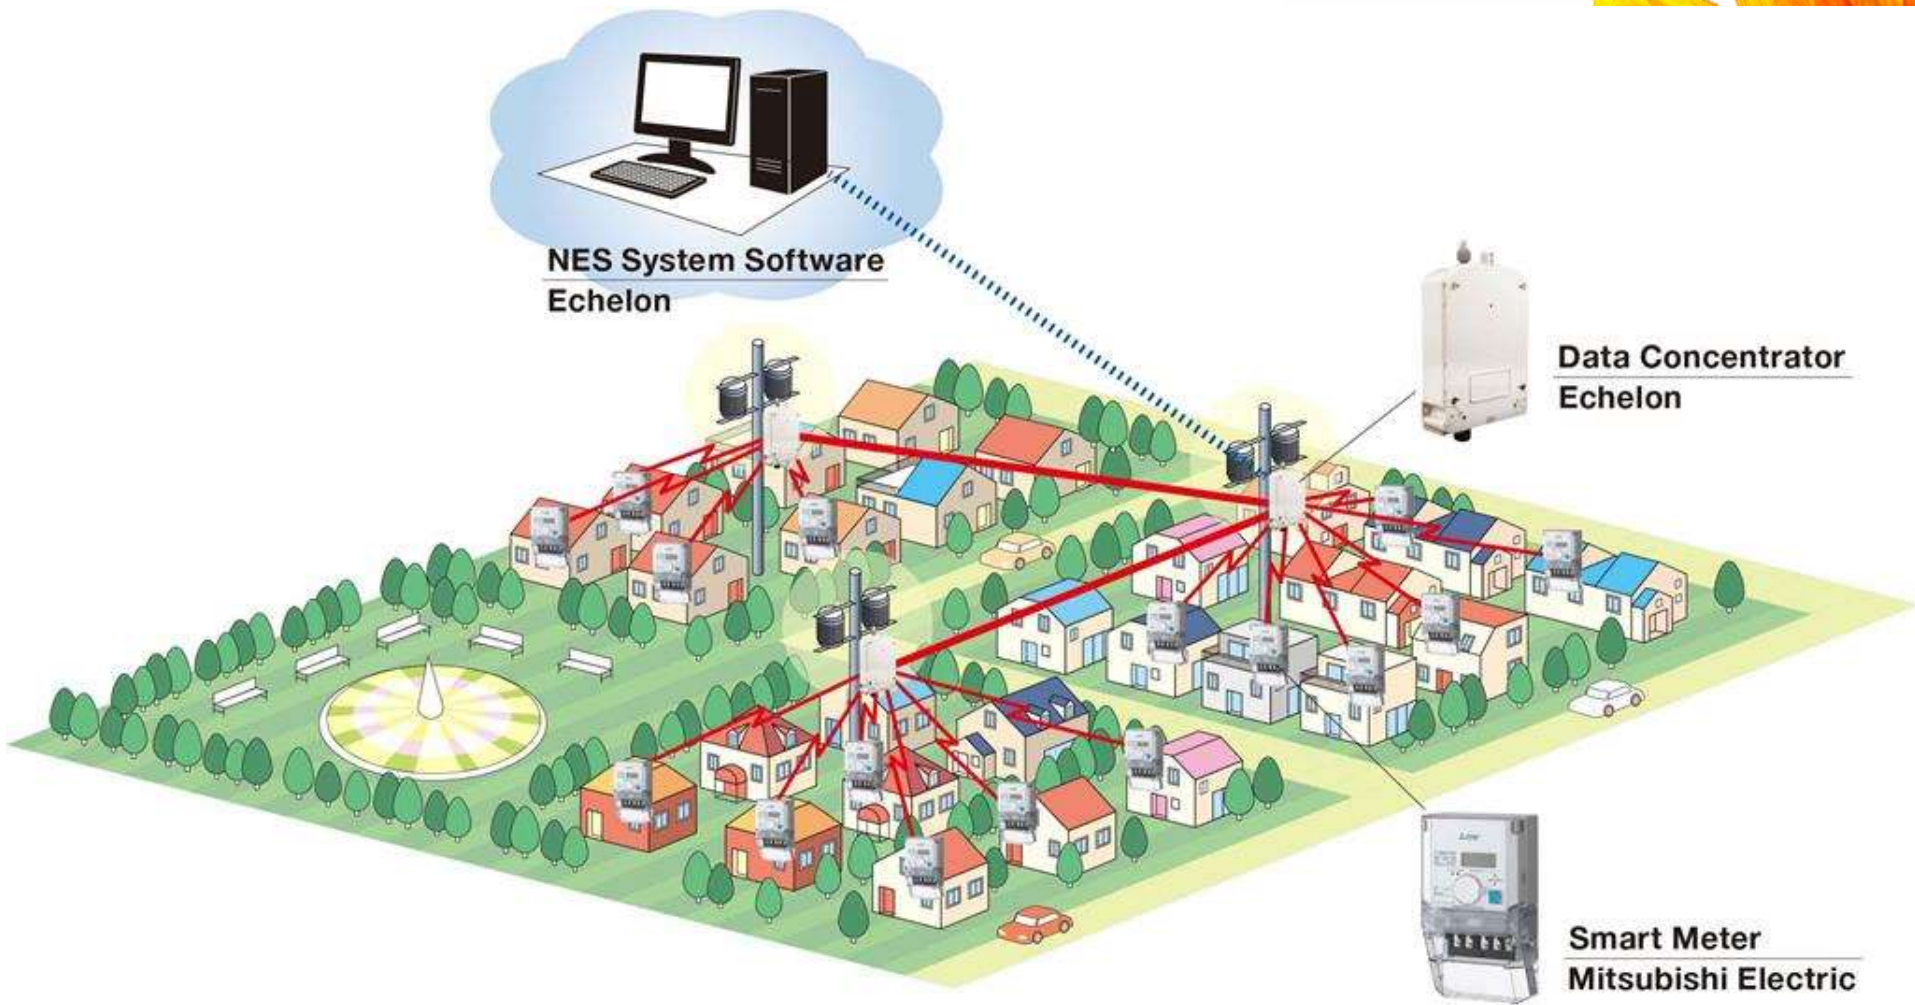 NES System Software
Echelon
Data Concentrator
Echelon
Smart Meter
Mitsubishi Electric